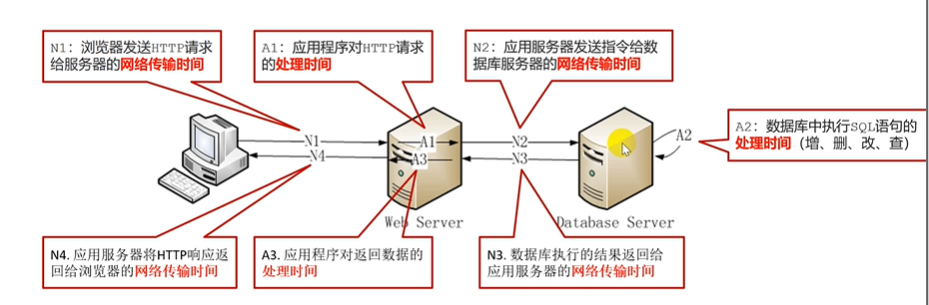 N1: 浏览器发送HTTP请求
给服务器的网络传输时间
A1: 应用程序对HTTP请求
的处理时间
N2: 应用服务器发送指令给数
据库服务器的网络传输时间
A2: 数据库中执行SQL语句的
处理时间（增、删、改、查）
N1
A1
N2
A2
N4
A3
N3
Web Server
Database Server
N4. 应用服务器将HTTP响应返
回给浏览器的网络传输时间
A3. 应用程序对返回数据的
处理时间
N3. 数据库执行的结果返回给
应用服务器的网络传输时间